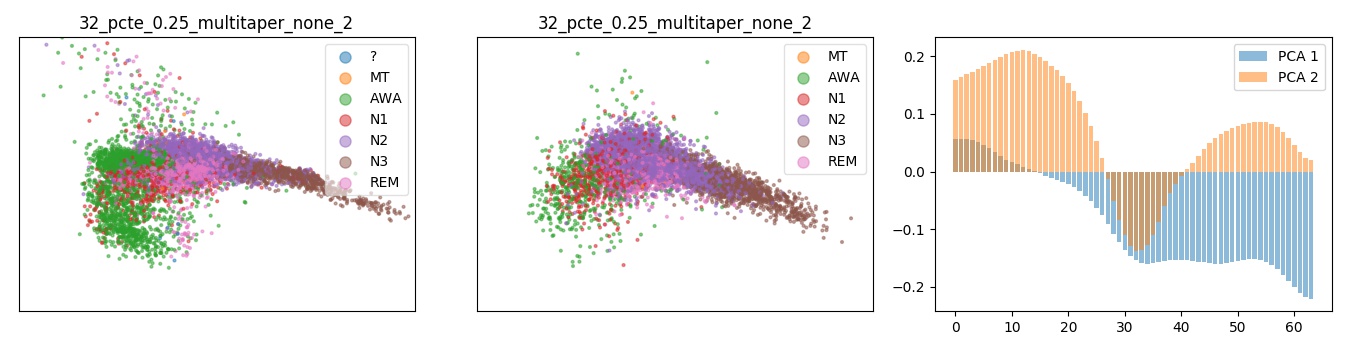 32_pcte_0.25_multitaper_none_2
?
MT
AWA
N1
N2
N3
REM
32_pcte_0.25_multitaper_none_2
MT
AWA
N1
N2
N3
REM
PCA 1
PCA 2
0.2
0.1
0.0
−0.1
−0.2
0 10 20 30 40 50 60